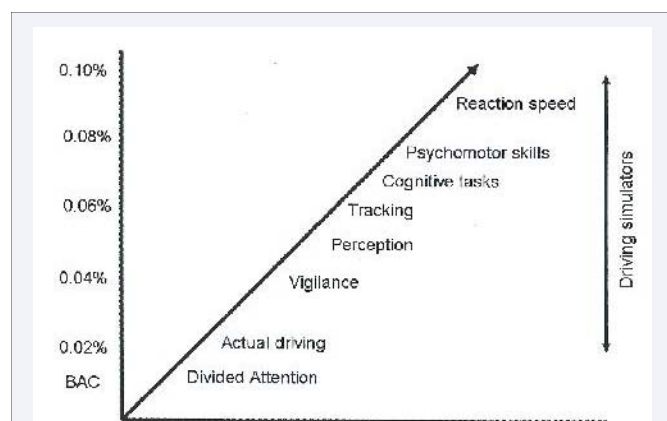 0.10%
Reaction speed
0.08%
Psychomotor skills
Cognitive tasks
0.06%
Tracking
Perception
0.04%
Vigilance
0.02%
Actual driving
BAC
Divided Attention
Driving simulators